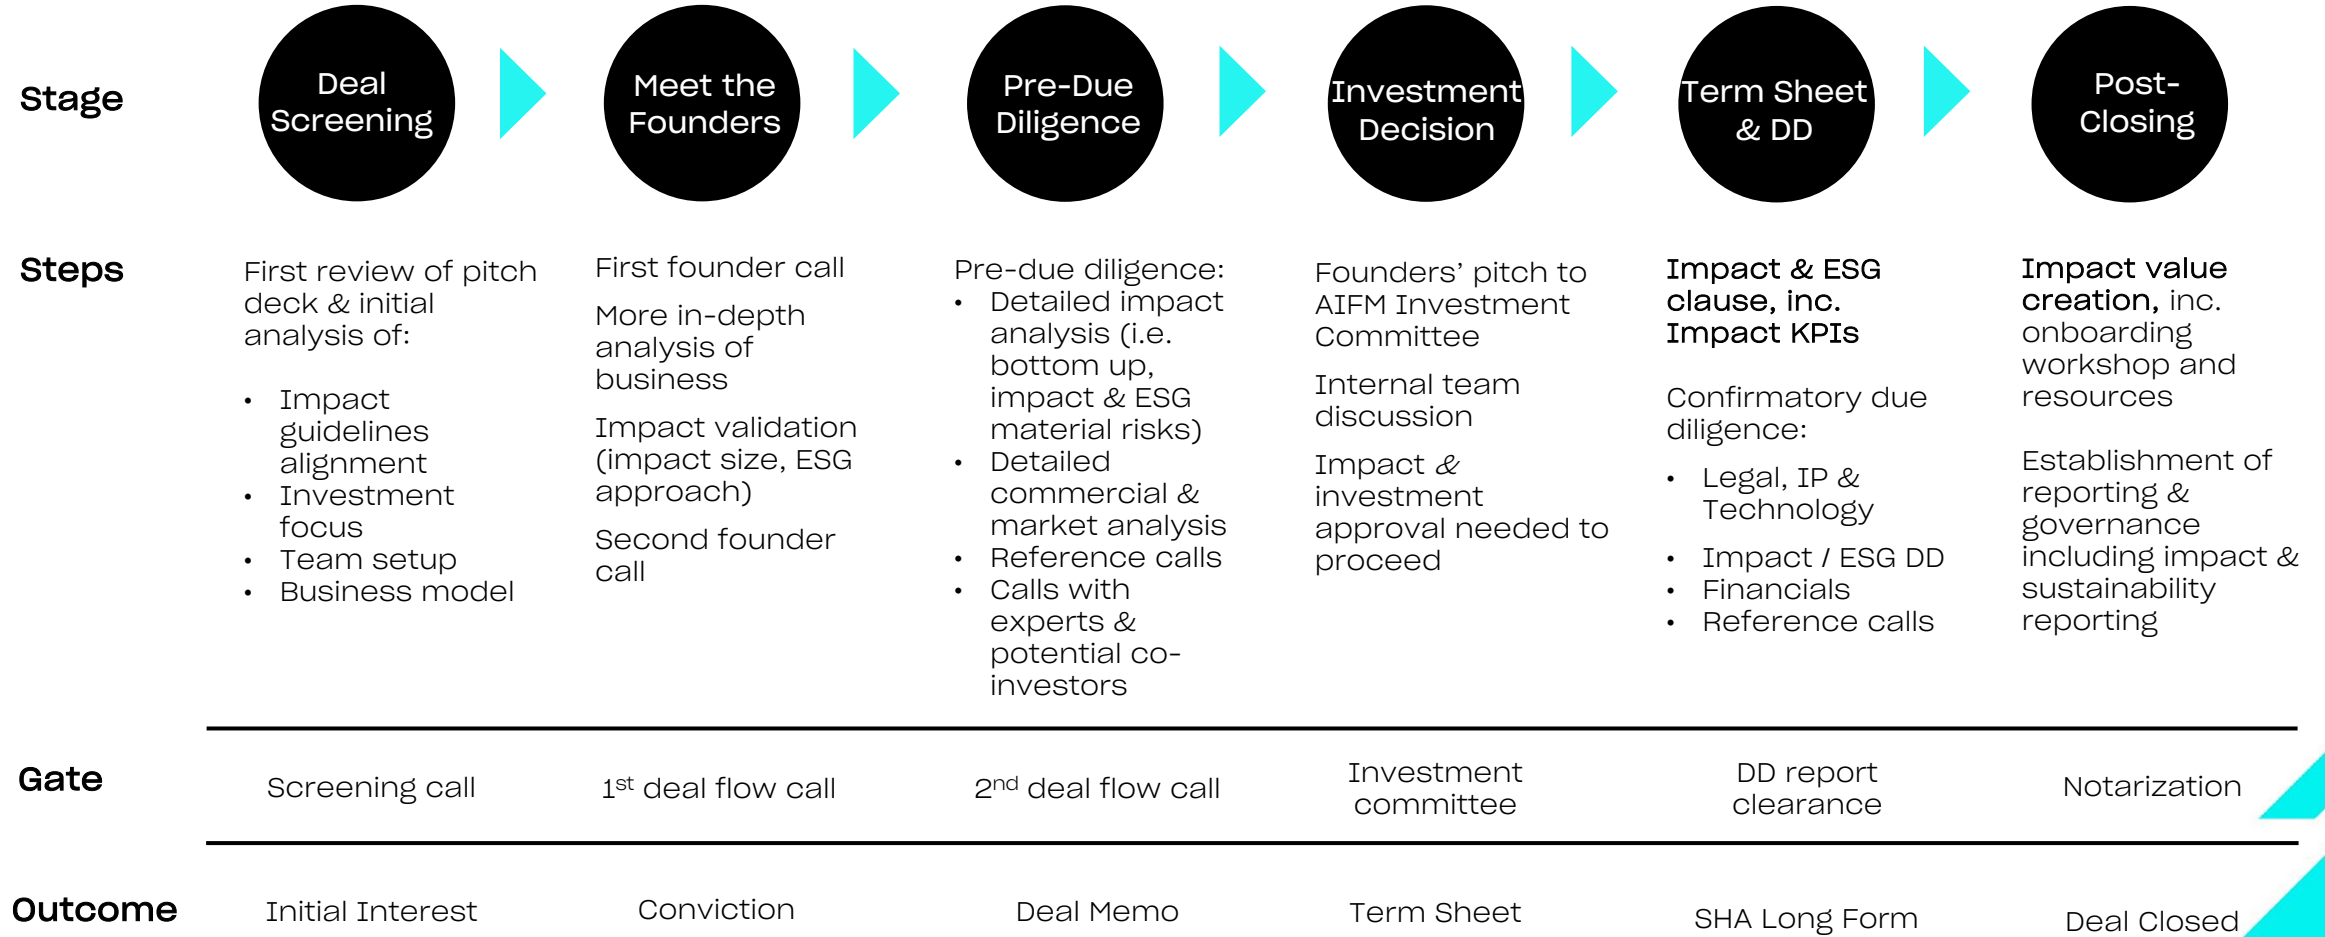 Stage
Deal
Screening
Meet the
Founders
Pre-Due
Diligence
Investment
Decision
Term Sheet
& DD
Post-
Closing
Steps
First review of pitch
deck & initial
analysis of:
• Impact
guidelines
alignment
• Investment
focus
• Team setup
• Business model
First founder call
More in-depth
analysis of
business
Impact validation
(impact size, ESG
approach)
Second founder
call
Pre-due diligence:
• Detailed impact
analysis (i.e.
bottom up,
impact & ESG
material risks)
• Detailed
commercial &
market analysis
• Reference calls
• Calls with
experts &
potential co-
investors
Founders’ pitch to
AIFM Investment
Committee
Internal team
discussion
Impact &
investment
approval needed to
proceed
Impact & ESG
clause, inc.
Impact KPIs
Confirmatory due
diligence:
• Legal, IP &
Technology
• Impact / ESG DD
• Financials
• Reference calls
Impact value
creation, inc.
onboarding
workshop and
resources
Establishment of
reporting &
governance
including impact &
sustainability
reporting
Gate
Screening call
1st deal flow call
2nd deal flow call
Investment
committee
DD report
clearance
Notarization
Outcome
Initial Interest
Conviction
Deal Memo
Term Sheet
SHA Long Form
Deal Closed